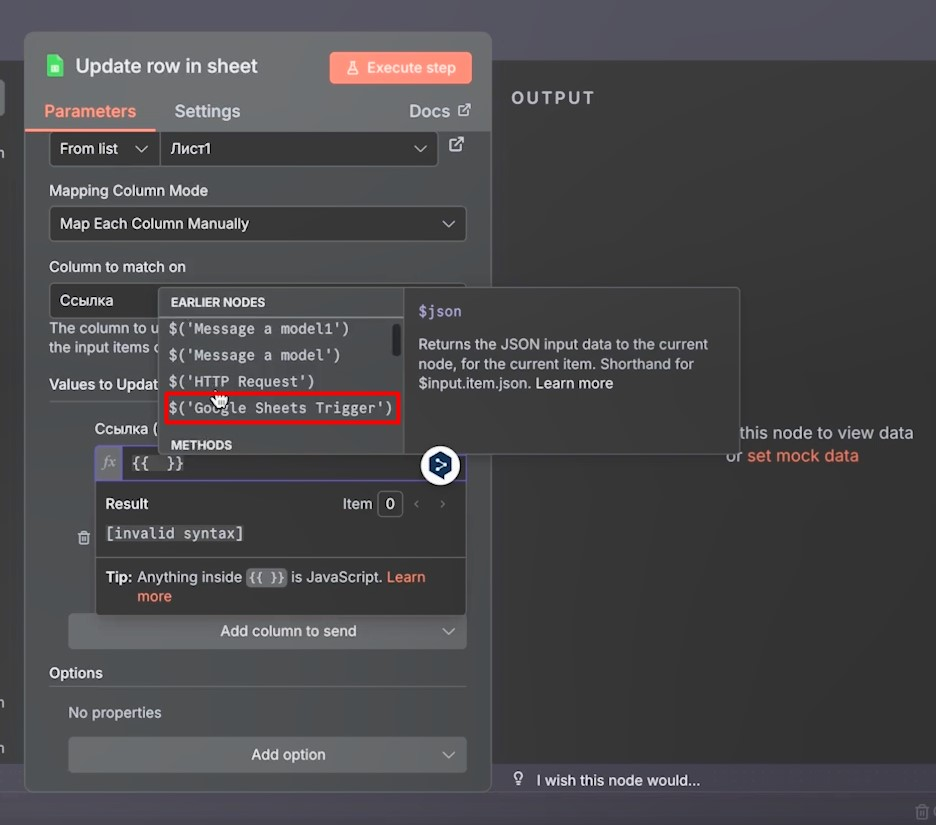 Update row in sheet
Execute step
Parameters
Settings
Docs
OUTPUT
From list
Лист1
Mapping Column Mode
Map Each Column Manually
Column to match on
Ссылка
The column to u
the input items
Values to Updat
Ссылка (
EARLIER NODES
$('Message a model1')
$('Message a model')
$('HTTP Request')
$('Google Sheets Trigger')
METHODS
$json
Returns the JSON input data to the current
node, for the current item. Shorthand for
$input.item.json. Learn more
this node to view data
or set mock data
fx
{{ }}
Result
Item 0
[invalid syntax]
Tip: Anything inside {{ }} is JavaScript. Learn
more
Add column to send
Options
No properties
Add option
I wish this node would...